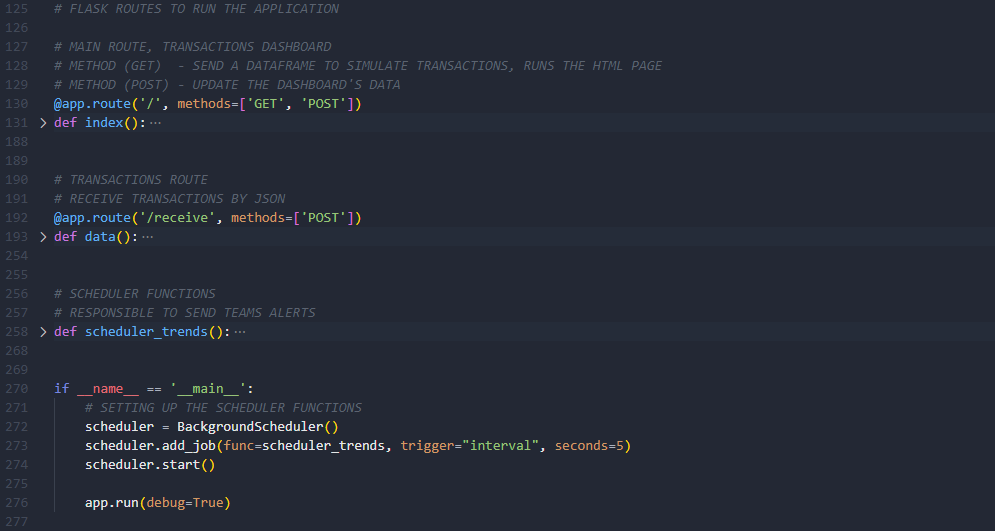 125 # FLASK ROUTES TO RUN THE APPLICATION
126
127 # MAIN ROUTE, TRANSACTIONS DASHBOARD
128 # METHOD (GET)  - SEND A DATAFRAME TO SIMULATE TRANSACTIONS, RUNS THE HTML PAGE
129 # METHOD (POST) - UPDATE THE DASHBOARD'S DATA
130 @app.route('/', methods=['GET', 'POST'])
131 > def index(): ···
188
189
190 # TRANSACTIONS ROUTE
191 # RECEIVE TRANSACTIONS BY JSON
192 @app.route('/receive', methods=['POST'])
193 > def data(): ···
254
255
256 # SCHEDULER FUNCTIONS
257 # RESPONSIBLE TO SEND TEAMS ALERTS
258 > def scheduler_trends(): ···
268
269
270 if __name__ == '__main__':
271     # SETTING UP THE SCHEDULER FUNCTIONS
272     scheduler = BackgroundScheduler()
273     scheduler.add_job(func=scheduler_trends, trigger="interval", seconds=5)
274     scheduler.start()
275
276     app.run(debug=True)
277